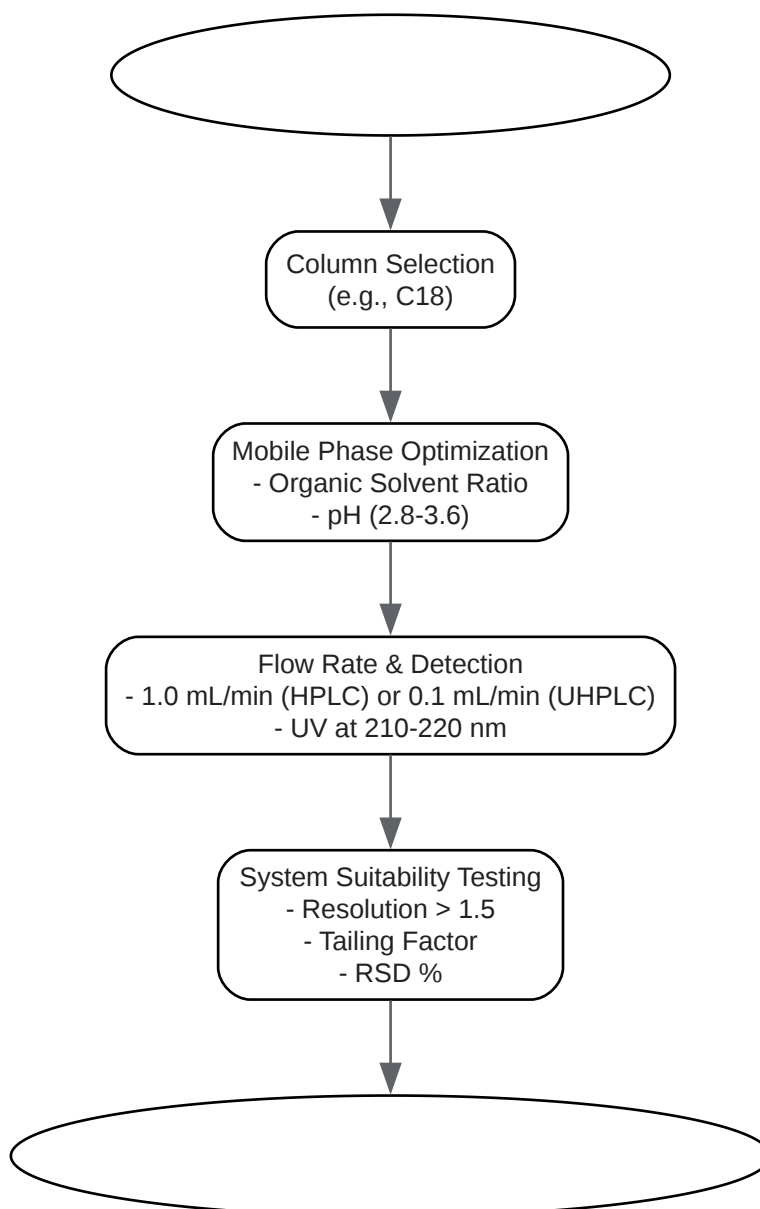 Column Selection
(e.g., C18)
Mobile Phase Optimization
- Organic Solvent Ratio
- pH (2.8-3.6)
Flow Rate & Detection
- 1.0 mL/min (HPLC) or 0.1 mL/min (UHPLC)
- UV at 210-220 nm
System Suitability Testing
- Resolution > 1.5
- Tailing Factor
- RSD %